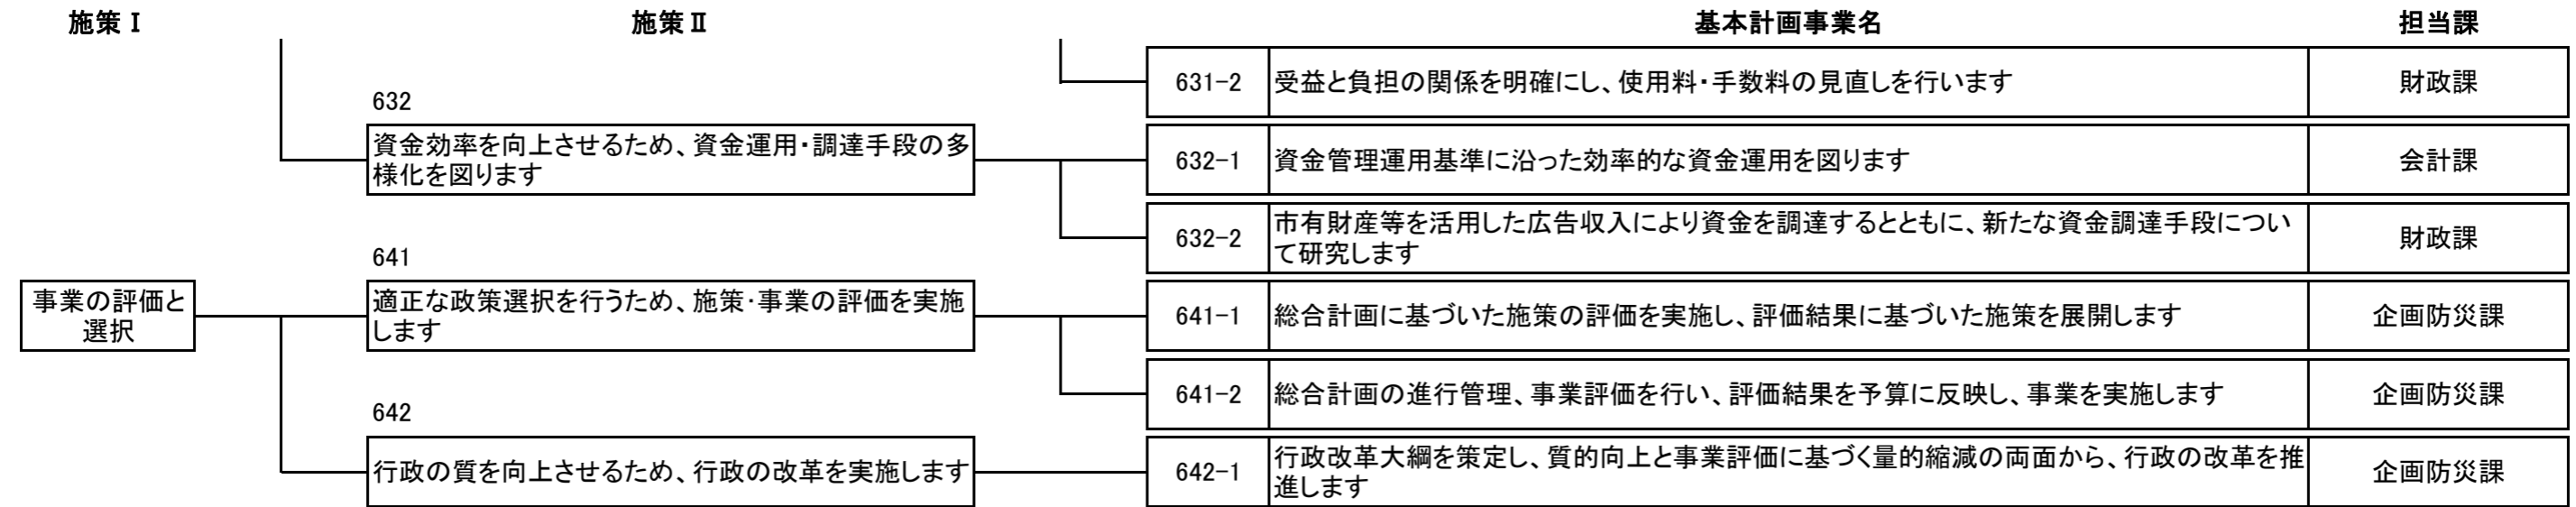 施策Ⅰ 施策Ⅱ 基本計画事業名 担当課
631-2 受益と負担の関係を明確にし、使用料・手数料の見直しを行います 財政課
632
資金効率を向上させるため、資金運用・調達手段の多
様化を図ります
632-1 資金管理運用基準に沿った効率的な資金運用を図ります 会計課
632-2 市有財産等を活用した広告収入により資金を調達するとともに、新たな資金調達手段につい
て研究します 財政課
641
事業の評価と
選択
適正な政策選択を行うため、施策・事業の評価を実施
します
641-1 総合計画に基づいた施策の評価を実施し、評価結果に基づいた施策を展開します 企画防災課
641-2 総合計画の進行管理、事業評価を行い、評価結果を予算に反映し、事業を実施します 企画防災課
642
行政の質を向上させるため、行政の改革を実施します
642-1 行政改革大綱を策定し、質的向上と事業評価に基づく量的縮減の両面から、行政の改革を推
進します 企画防災課